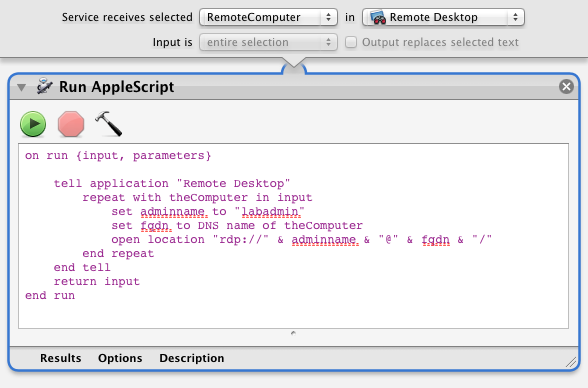 Service receives selected RemoteComputer in Remote Desktop
Input is entire selection Output replaces selected text
Run AppleScript
on run {input, parameters}
tell application "Remote Desktop"
repeat with theComputer in input
set adminname to "labadmin"
set fqdn to DNS name of theComputer
open location "rdp://" & adminname & "@" & fqdn & "/"
end repeat
end tell
return input
end run
Results Options Description